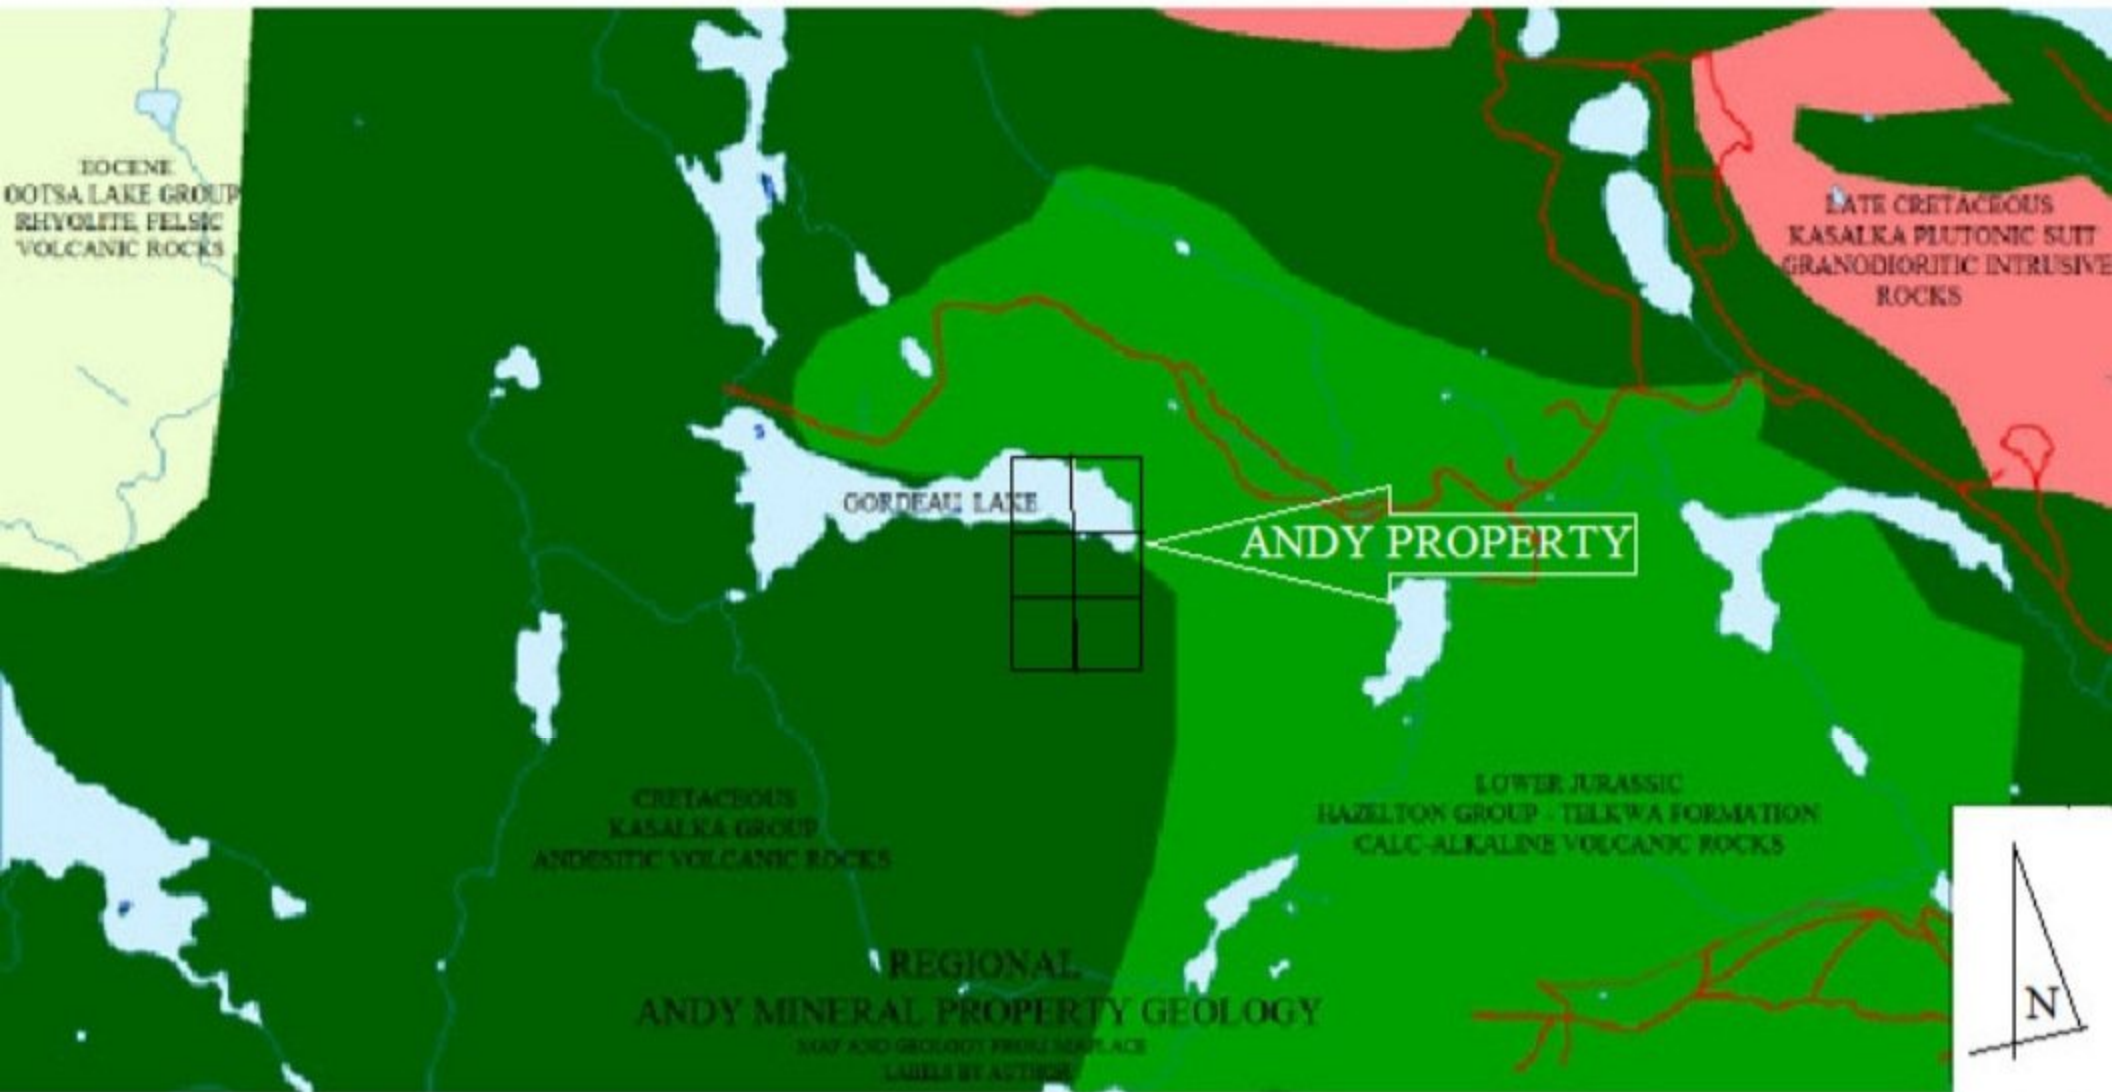 EOCENE
OOTSA LAKE GROUP
RHYOLITE FELSIC
VOLCANIC ROCKS
LATE CRETACEOUS
KASALKA PLUTONIC SUIT
GRANODIORITIC INTRUSIVE
ROCKS
GORDEAU LAKE
ANDY PROPERTY
CRETACEOUS
KASALKA GROUP
ANDESITIC VOLCANIC ROCKS
LOWER JURASSIC
HAZELTON GROUP - TELKWA FORMATION
CALC-ALKALINE VOLCANIC ROCKS
REGIONAL
ANDY MINERAL PROPERTY GEOLOGY
MAP AND GEOLOGY FROM MAPLACE
LABELS BY AUTHOR
N